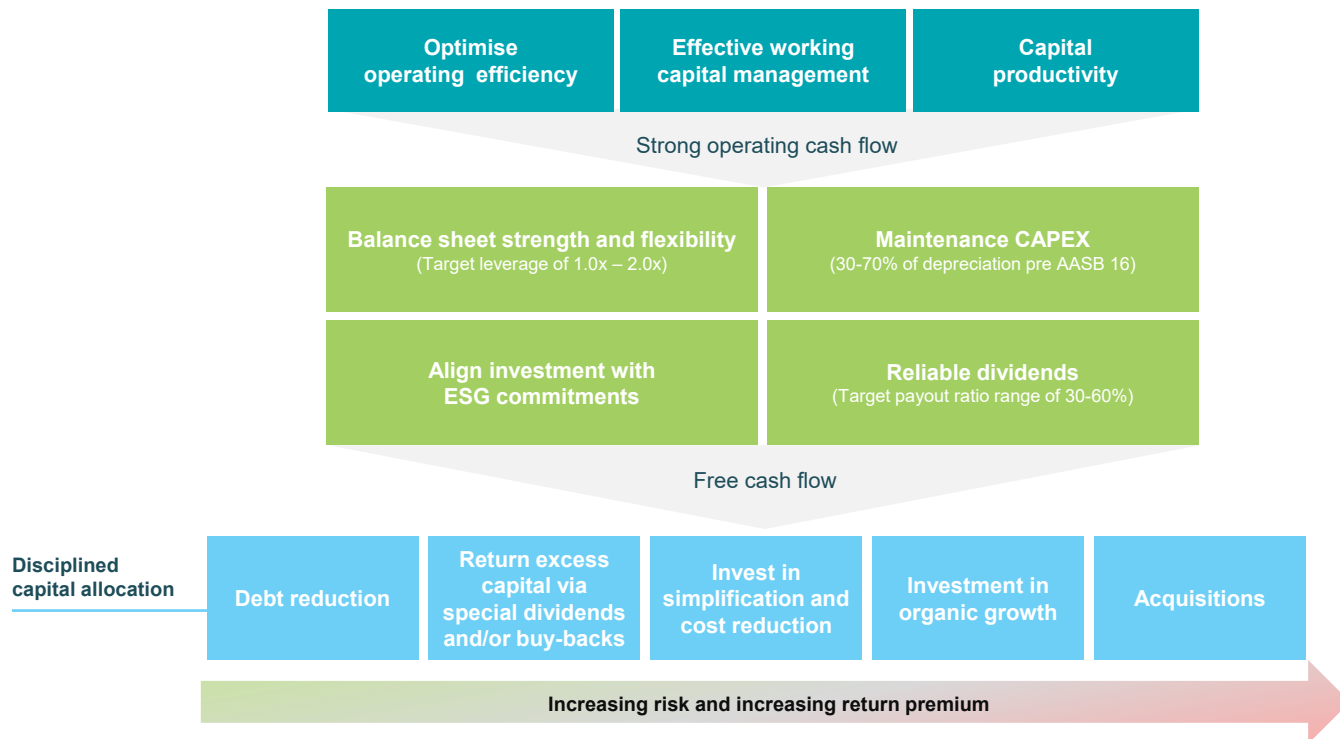 Optimise
operating efficiency
Effective working
capital management
Capital
productivity
Strong operating cash flow
Balance sheet strength and flexibility
(Target leverage of 1.0x – 2.0x)
Maintenance CAPEX
(30-70% of depreciation pre AASB 16)
Align investment with
ESG commitments
Reliable dividends
(Target payout ratio range of 30-60%)
Free cash flow
Disciplined
capital allocation
Debt reduction
Return excess
capital via
special dividends
and/or buy-backs
Invest in
simplification and
cost reduction
Investment in
organic growth
Acquisitions
Increasing risk and increasing return premium